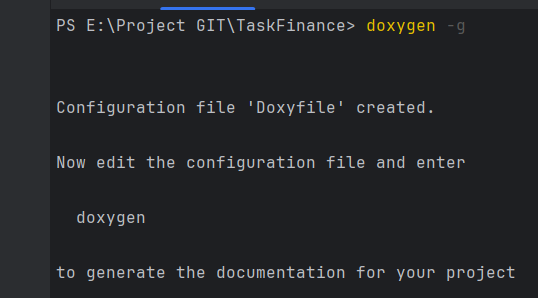 PS E:\Project GIT\TaskFinance> doxygen -g
Configuration file 'Doxyfile' created.
Now edit the configuration file and enter
doxygen
to generate the documentation for your project